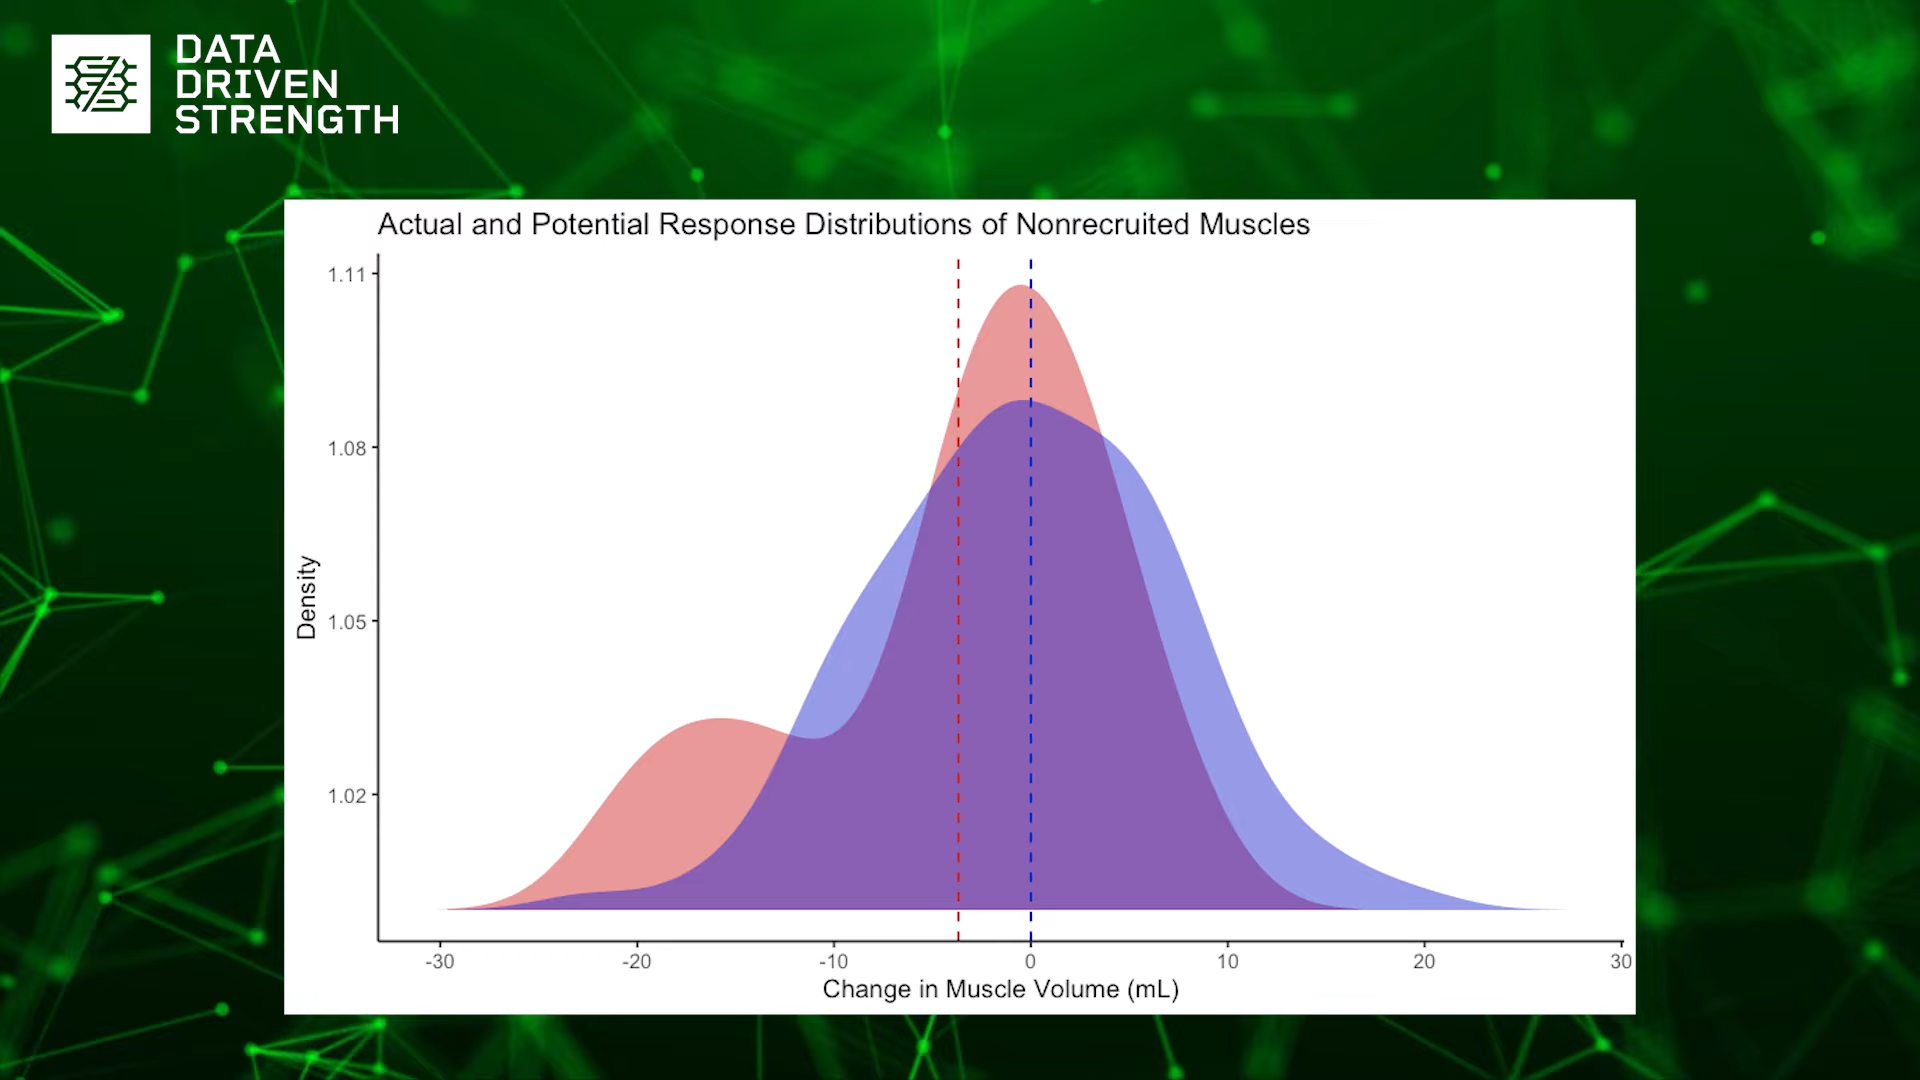 DATA
DRIVEN
STRENGTH
Actual and Potential Response Distributions of Nonrecruited Muscles
1.11
1.08
1.05
1.02
Density
-30 -20 -10 0 10 20 30
Change in Muscle Volume (mL)